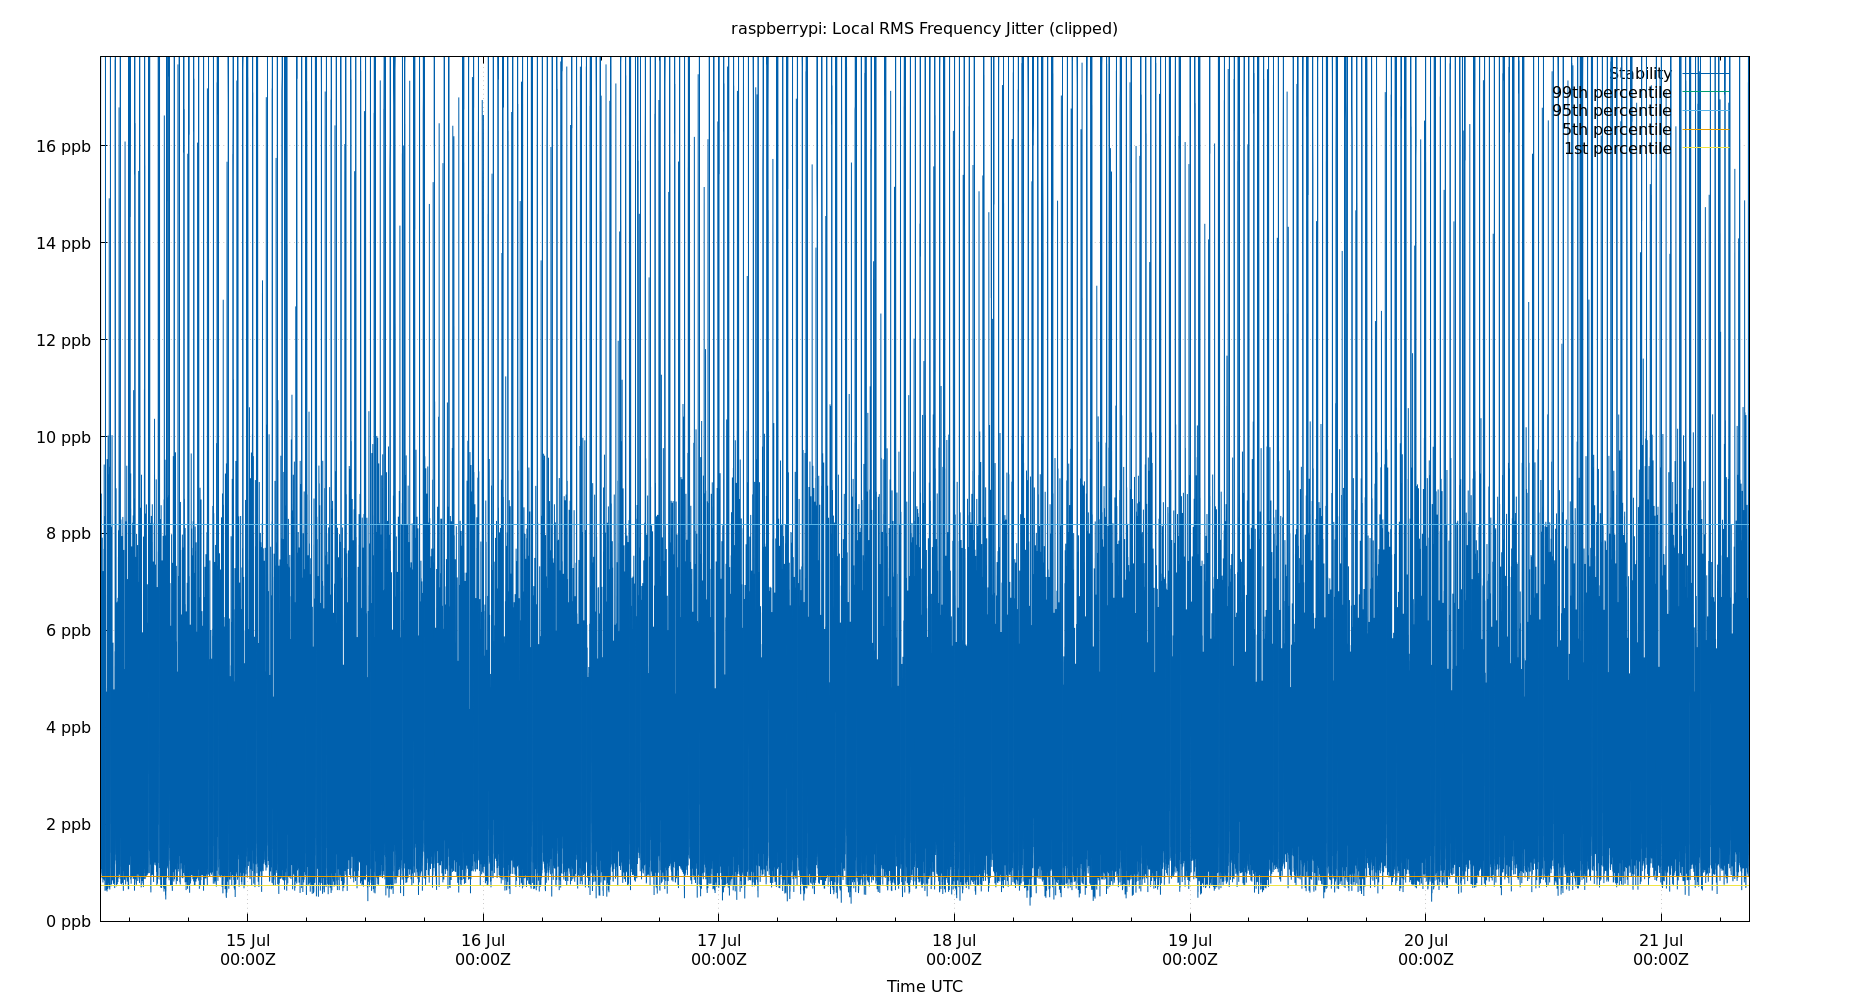 raspberrypi: Local RMS Frequency Jitter (clipped)
Stability
99th percentile
95th percentile
5th percentile
1st percentile
16 ppb
14 ppb
12 ppb
10 ppb
8 ppb
6 ppb
4 ppb
2 ppb
0 ppb
15 Jul 16 Jul 17 Jul 18 Jul 19 Jul 20 Jul 21 Jul
00:00Z 00:00Z 00:00Z 00:00Z 00:00Z 00:00Z 00:00Z
Time UTC